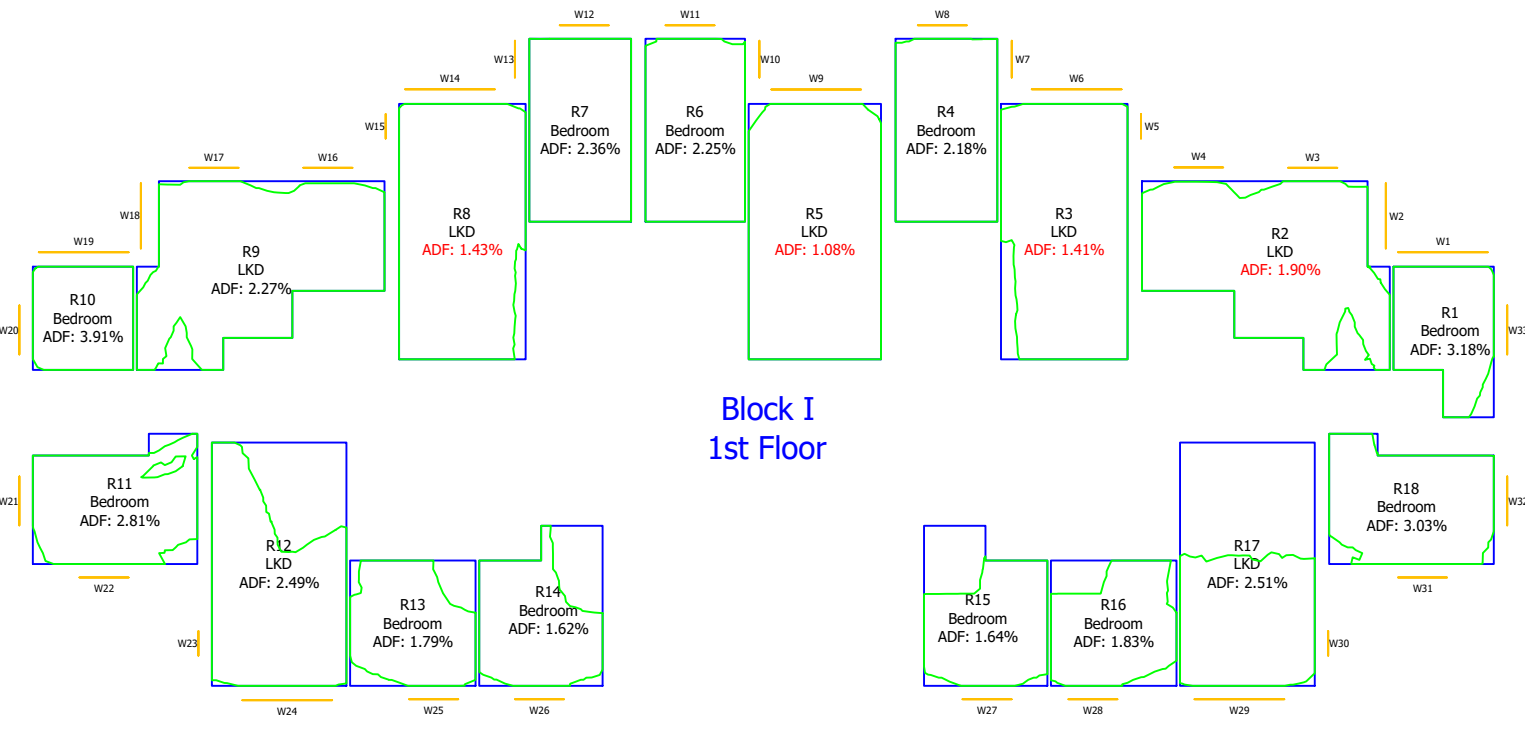 W12
W11
W8
W13
W10
W7
W14
W9
W6
R7
Bedroom
ADF: 2.36%
R6
Bedroom
ADF: 2.25%
R4
Bedroom
ADF: 2.18%
W15
W5
W17
W16
W4
W3
W18
R8
LKD
ADF: 1.43%
R5
LKD
ADF: 1.08%
R3
LKD
ADF: 1.41%
W2
W19
R9
LKD
ADF: 2.27%
R2
LKD
ADF: 1.90%
W1
W20
R10
Bedroom
ADF: 3.91%
R1
Bedroom
ADF: 3.18%
W33
Block I
1st Floor
W21
R11
Bedroom
ADF: 2.81%
R18
Bedroom
ADF: 3.03%
W32
R12
LKD
ADF: 2.49%
R17
LKD
ADF: 2.51%
W22
W31
R13
Bedroom
ADF: 1.79%
R14
Bedroom
ADF: 1.62%
R15
Bedroom
ADF: 1.64%
R16
Bedroom
ADF: 1.83%
W23
W30
W24
W25
W26
W27
W28
W29